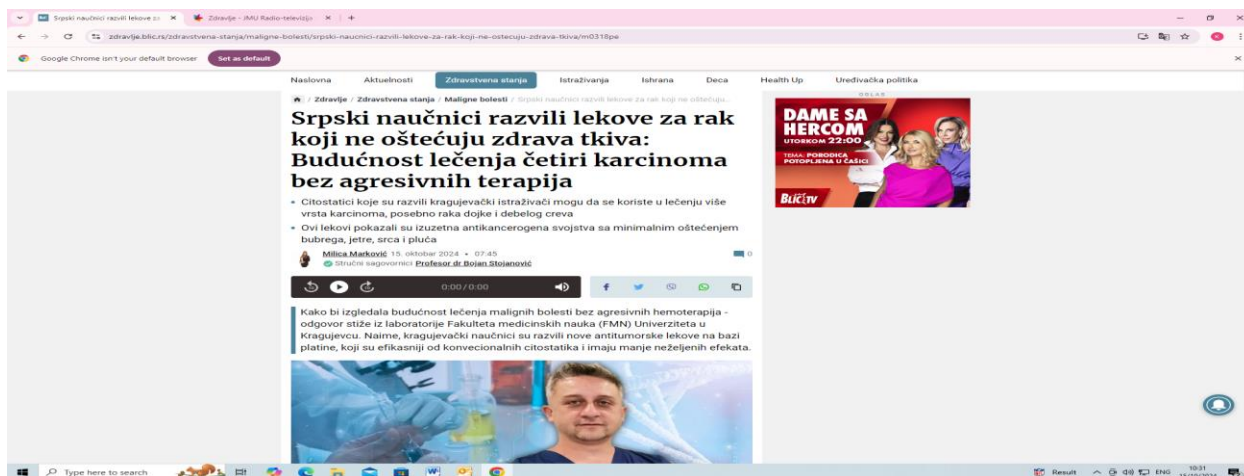 Srpski naučnici razvili lekove za
Zdravlje - JMU Radio-televizija
zdravlje.blic.rs/zdravstvena-stanja/maligne-bolesti/srpski-naucnici-razvili-lekove-za-rak-koji-ne-ostecuju-zdrava-tkiva/m0318pe
Google Chrome isn't your default browser
Set as default
Naslovna Aktuelnosti Zdravstvena stanja Istraživanja Ishrana Deca Health Up Uređivačka politika
/ Zdravlje / Zdravstvena stanja / Maligne bolesti / Srpski naučnici razvili lekove za rak koji ne oštećuju...
Srpski naučnici razvili lekove za rak
koji ne oštećuju zdrava tkiva:
Budućnost lečenja četiri karcinoma
bez agresivnih terapija
• Citostatici koje su razvili kragujevački istraživači mogu da se koriste u lečenju više
vrsta karcinoma, posebno raka dojke i debelog creva
• Ovi lekovi pokazali su izuzetna antikancerogena svojstva sa minimalnim oštećenjem
bubrega, jetre, srca i pluća
Milica Marković 15. oktobar 2024 • 07:45
0
Stručni sagovornici Profesor dr Bojan Stojanović
0:00 / 0:00
Kako bi izgledala budućnost lečenja malignih bolesti bez agresivnih hemoterapija -
odgovor stiže iz laboratorije Fakulteta medicinskih nauka (FMN) Univerziteta u
Kragujevcu. Naime, kragujevački naučnici su razvili nove antitumorske lekove na bazi
platine, koji su efikasniji od konvecionalnih citostatika i imaju manje neželjenih efekata.
OGLAS
DAME SA
HERCOM
UTORKOM 22:00
TEMA: PORODICA
POTOPLJENA U ČAŠICI
BLIC TV
Type here to search
Result
ENG
10:31
15/10/2024